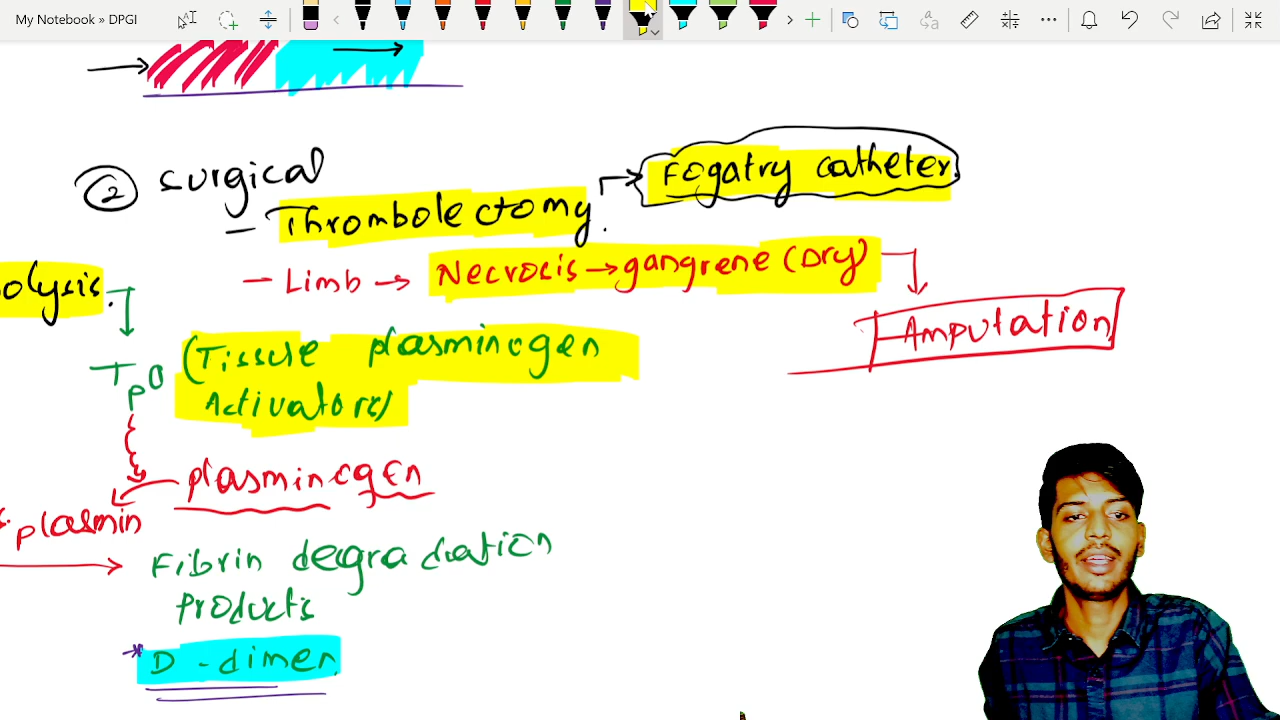 My Notebook » DPGI
② surgical
- Thrombolectomy. → Fogatry catheter
- Limb → Necrosis → gangrene (Dry)
Amputation
olysis.
TpA (Tissue plasminogen
Activators)
plasminogen
plasmin
→ Fibrin degradation
products
* D-dimer